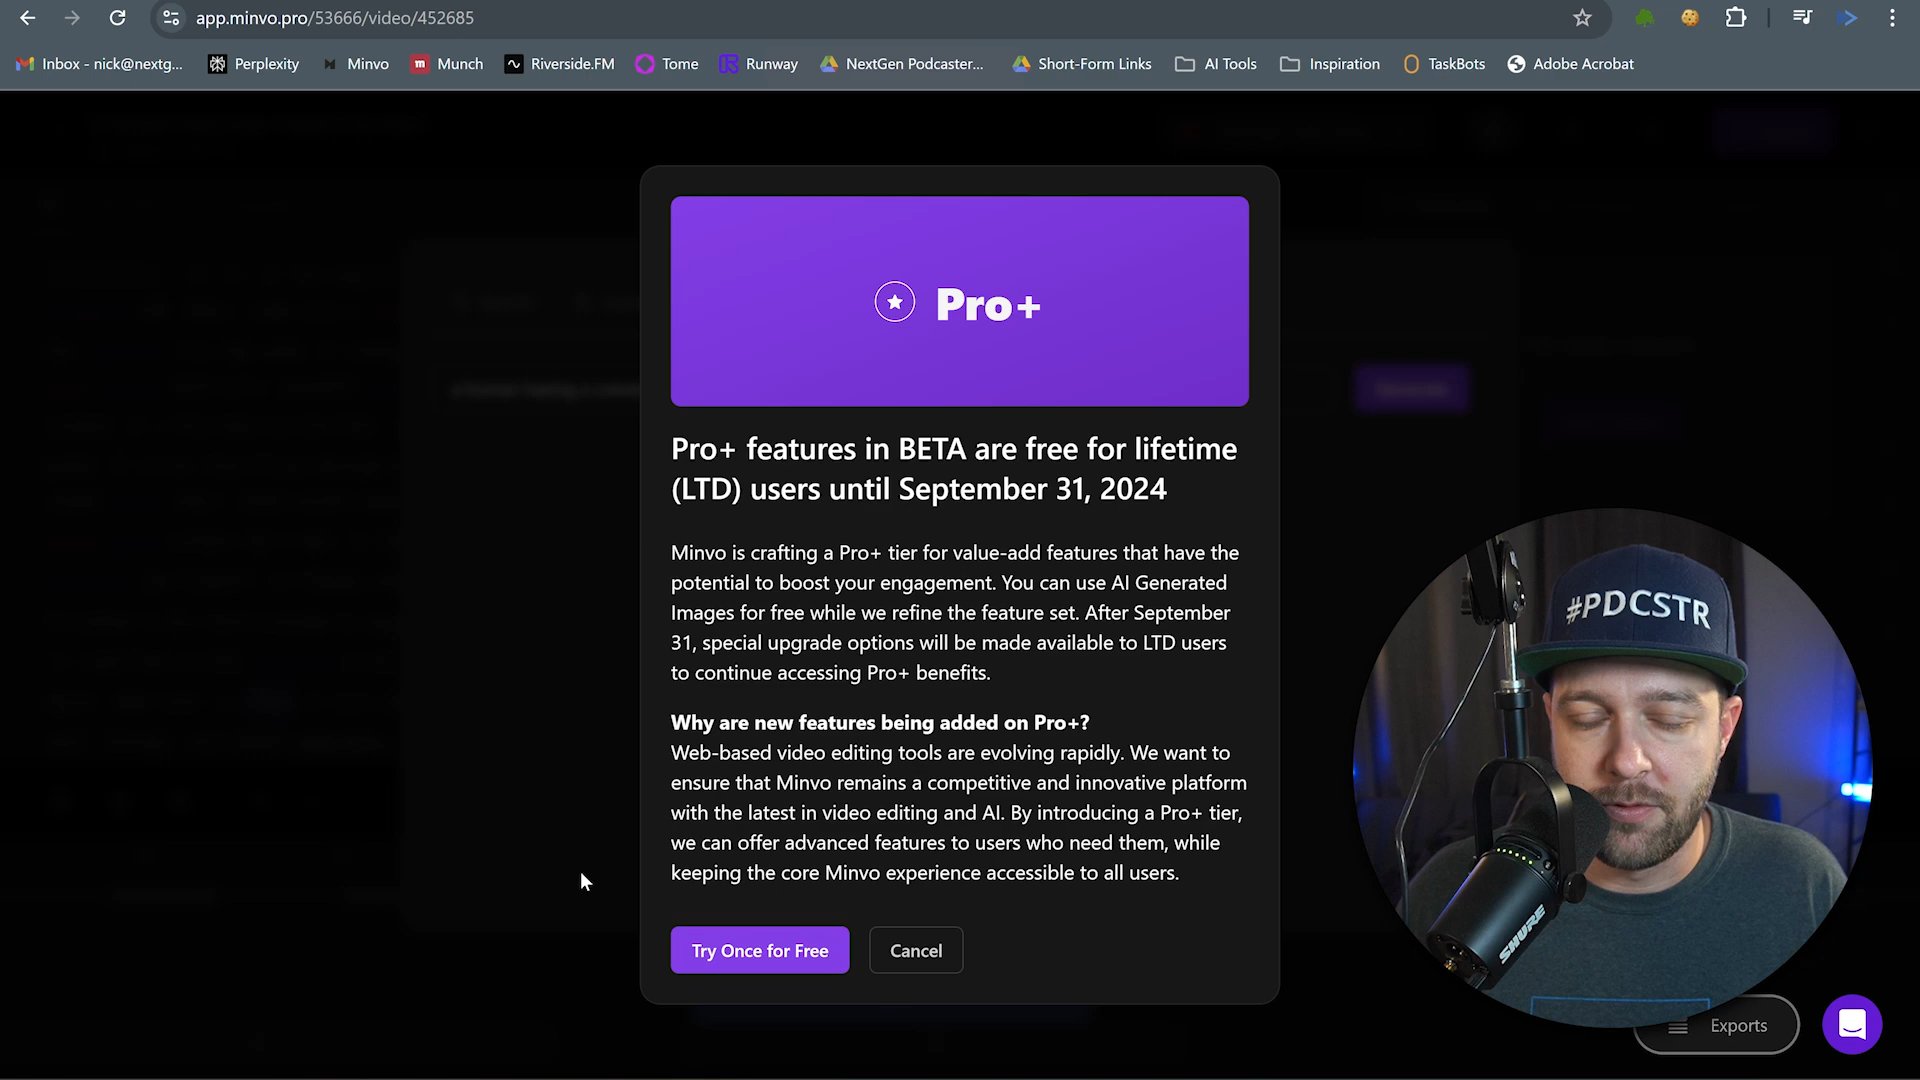 app.minvo.pro/53666/video/452685
Inbox - nick@nextg...
Perplexity
Minvo
m
Munch
Riverside.FM
Tome
Runway
NextGen Podcaster...
Short-Form Links
AI Tools
Inspiration
TaskBots
Adobe Acrobat
Pro+
Pro+ features in BETA are free for lifetime
(LTD) users until September 31, 2024
Minvo is crafting a Pro+ tier for value-add features that have the
potential to boost your engagement. You can use AI Generated
Images for free while we refine the feature set. After September
31, special upgrade options will be made available to LTD users
to continue accessing Pro+ benefits.
Why are new features being added on Pro+?
Web-based video editing tools are evolving rapidly. We want to
ensure that Minvo remains a competitive and innovative platform
with the latest in video editing and AI. By introducing a Pro+ tier,
we can offer advanced features to users who need them, while
keeping the core Minvo experience accessible to all users.
Try Once for Free
Cancel
#PDCSTR
SHURE
Exports